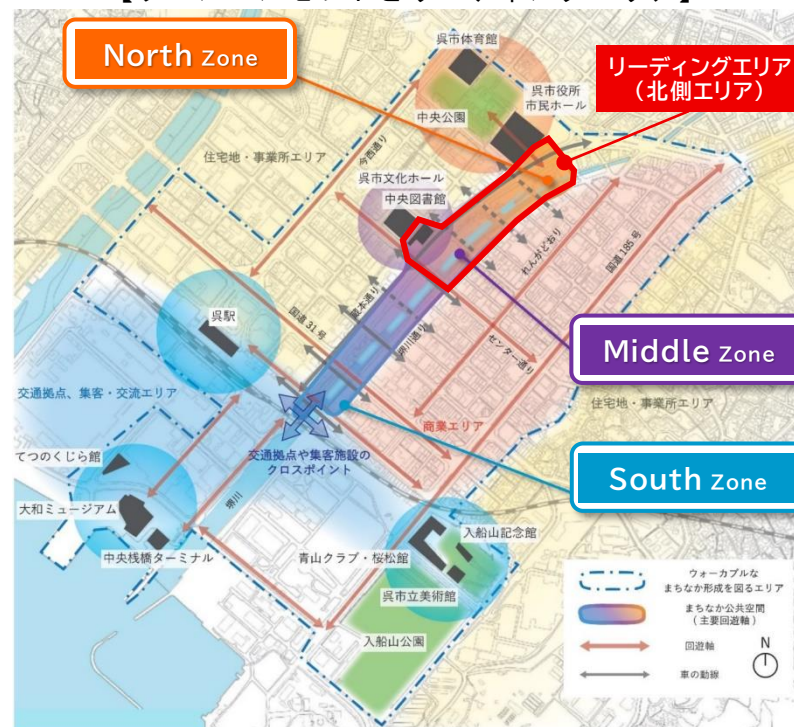 North Zone
呉市体育館
リーディングエリア
（北側エリア）
呉市役所
市民ホール
中央公園
今西通り
住宅地・事業所エリア
呉市文化ホール
中央図書館
れんがどおり
国道185号
蔵本通り
堺川通り
国道31号
呉駅
センター通り
Middle Zone
交通拠点、集客・交流エリア
住宅地・事業所エリア
商業エリア
交通拠点や集客施設の
クロスポイント
South Zone
てつのくじら館
大和ミュージアム
堺川
入船山記念館
中央桟橋ターミナル
青山クラブ・桜松館
呉市立美術館
入船山公園
ウォーカブルな
まちなか形成を図るエリア
まちなか公共空間
（主要回遊軸）
回遊軸
車の動線
N